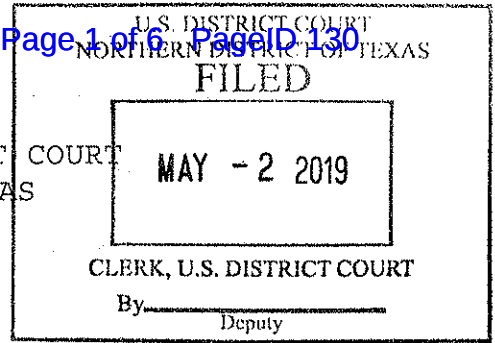 U.S. DISTRICT COURT
Page 1 of 6 PageID 130
NORTHERN DISTRICT OF TEXAS
FILED
COURT
MAY - 2 2019
AS
CLERK, U.S. DISTRICT COURT
By
Deputy